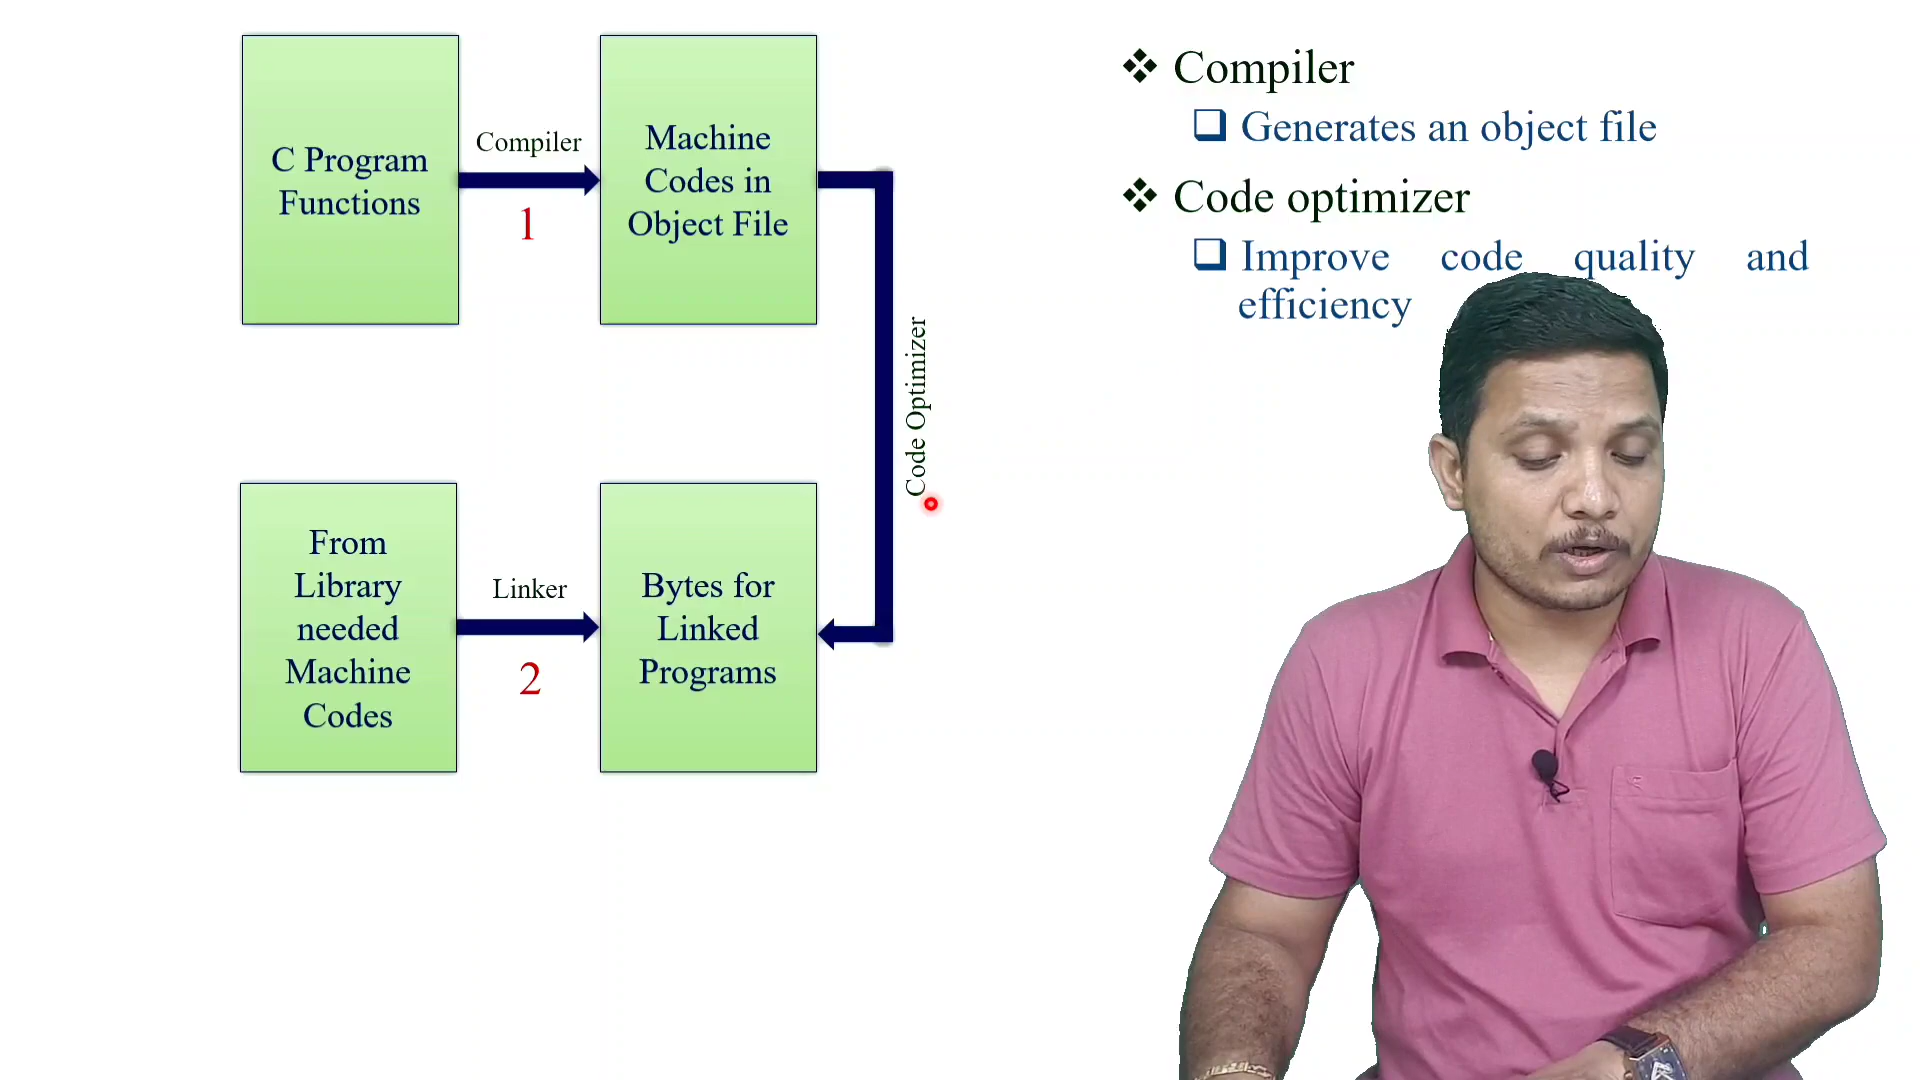 C Program
Functions
Compiler
1
Machine
Codes in
Object File
Code Optimizer
From
Library
needed
Machine
Codes
Linker
2
Bytes for
Linked
Programs
❖ Compiler
❑ Generates an object file
❖ Code optimizer
❑ Improve code quality and
efficiency